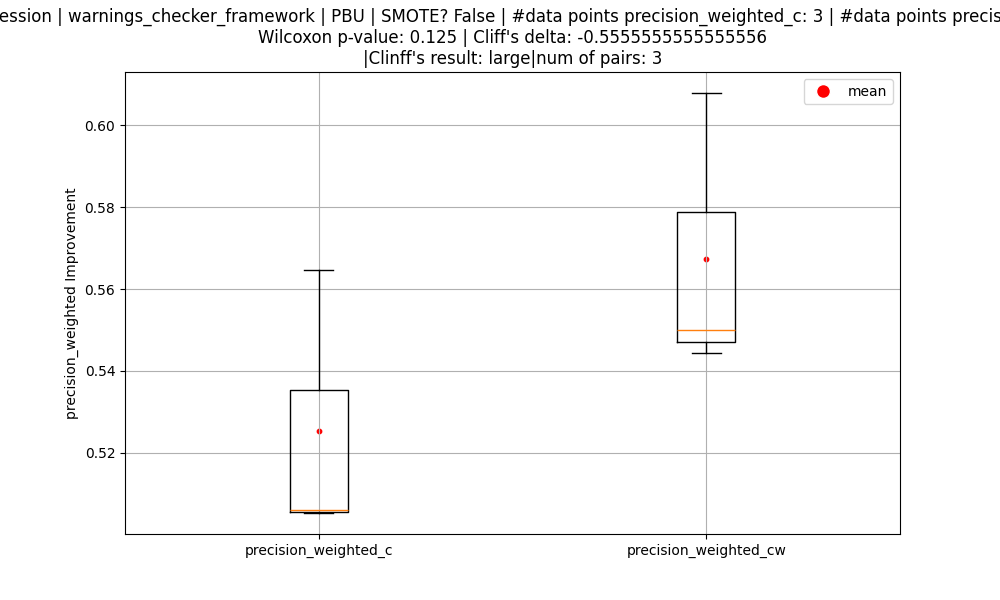 ession | warnings_checker_framework | PBU | SMOTE? False | #data points precision_weighted_c: 3 | #data points precis
Wilcoxon p-value: 0.125 | Cliff's delta: -0.5555555555555556
|Clinff's result: large|num of pairs: 3
mean
0.60
0.58
0.56
0.54
0.52
precision_weighted Improvement
precision_weighted_c
precision_weighted_cw